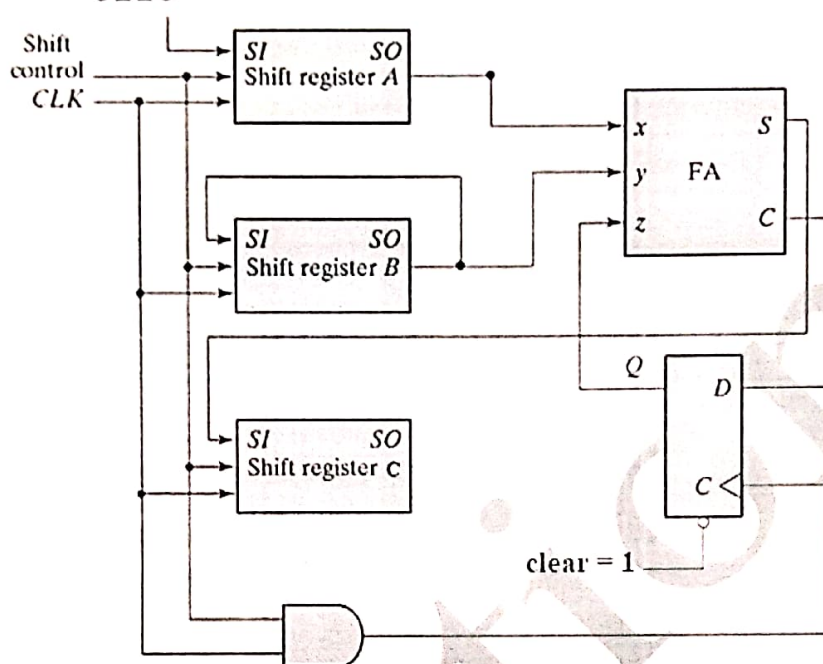 Shift
control
CLK
SI SO
Shift register A
x S
y FA
z C
SI SO
Shift register B
Q D
C
SI SO
Shift register C
clear = 1